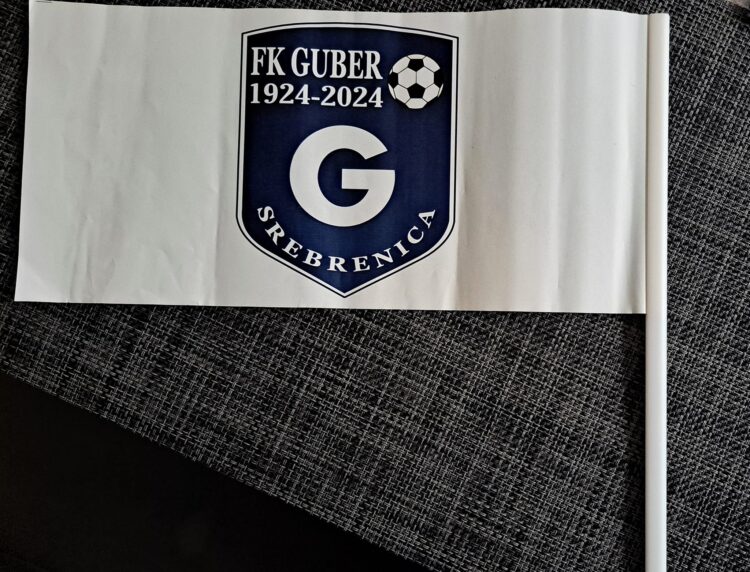 FK GUBER
1924-2024
G
SREBRENICA